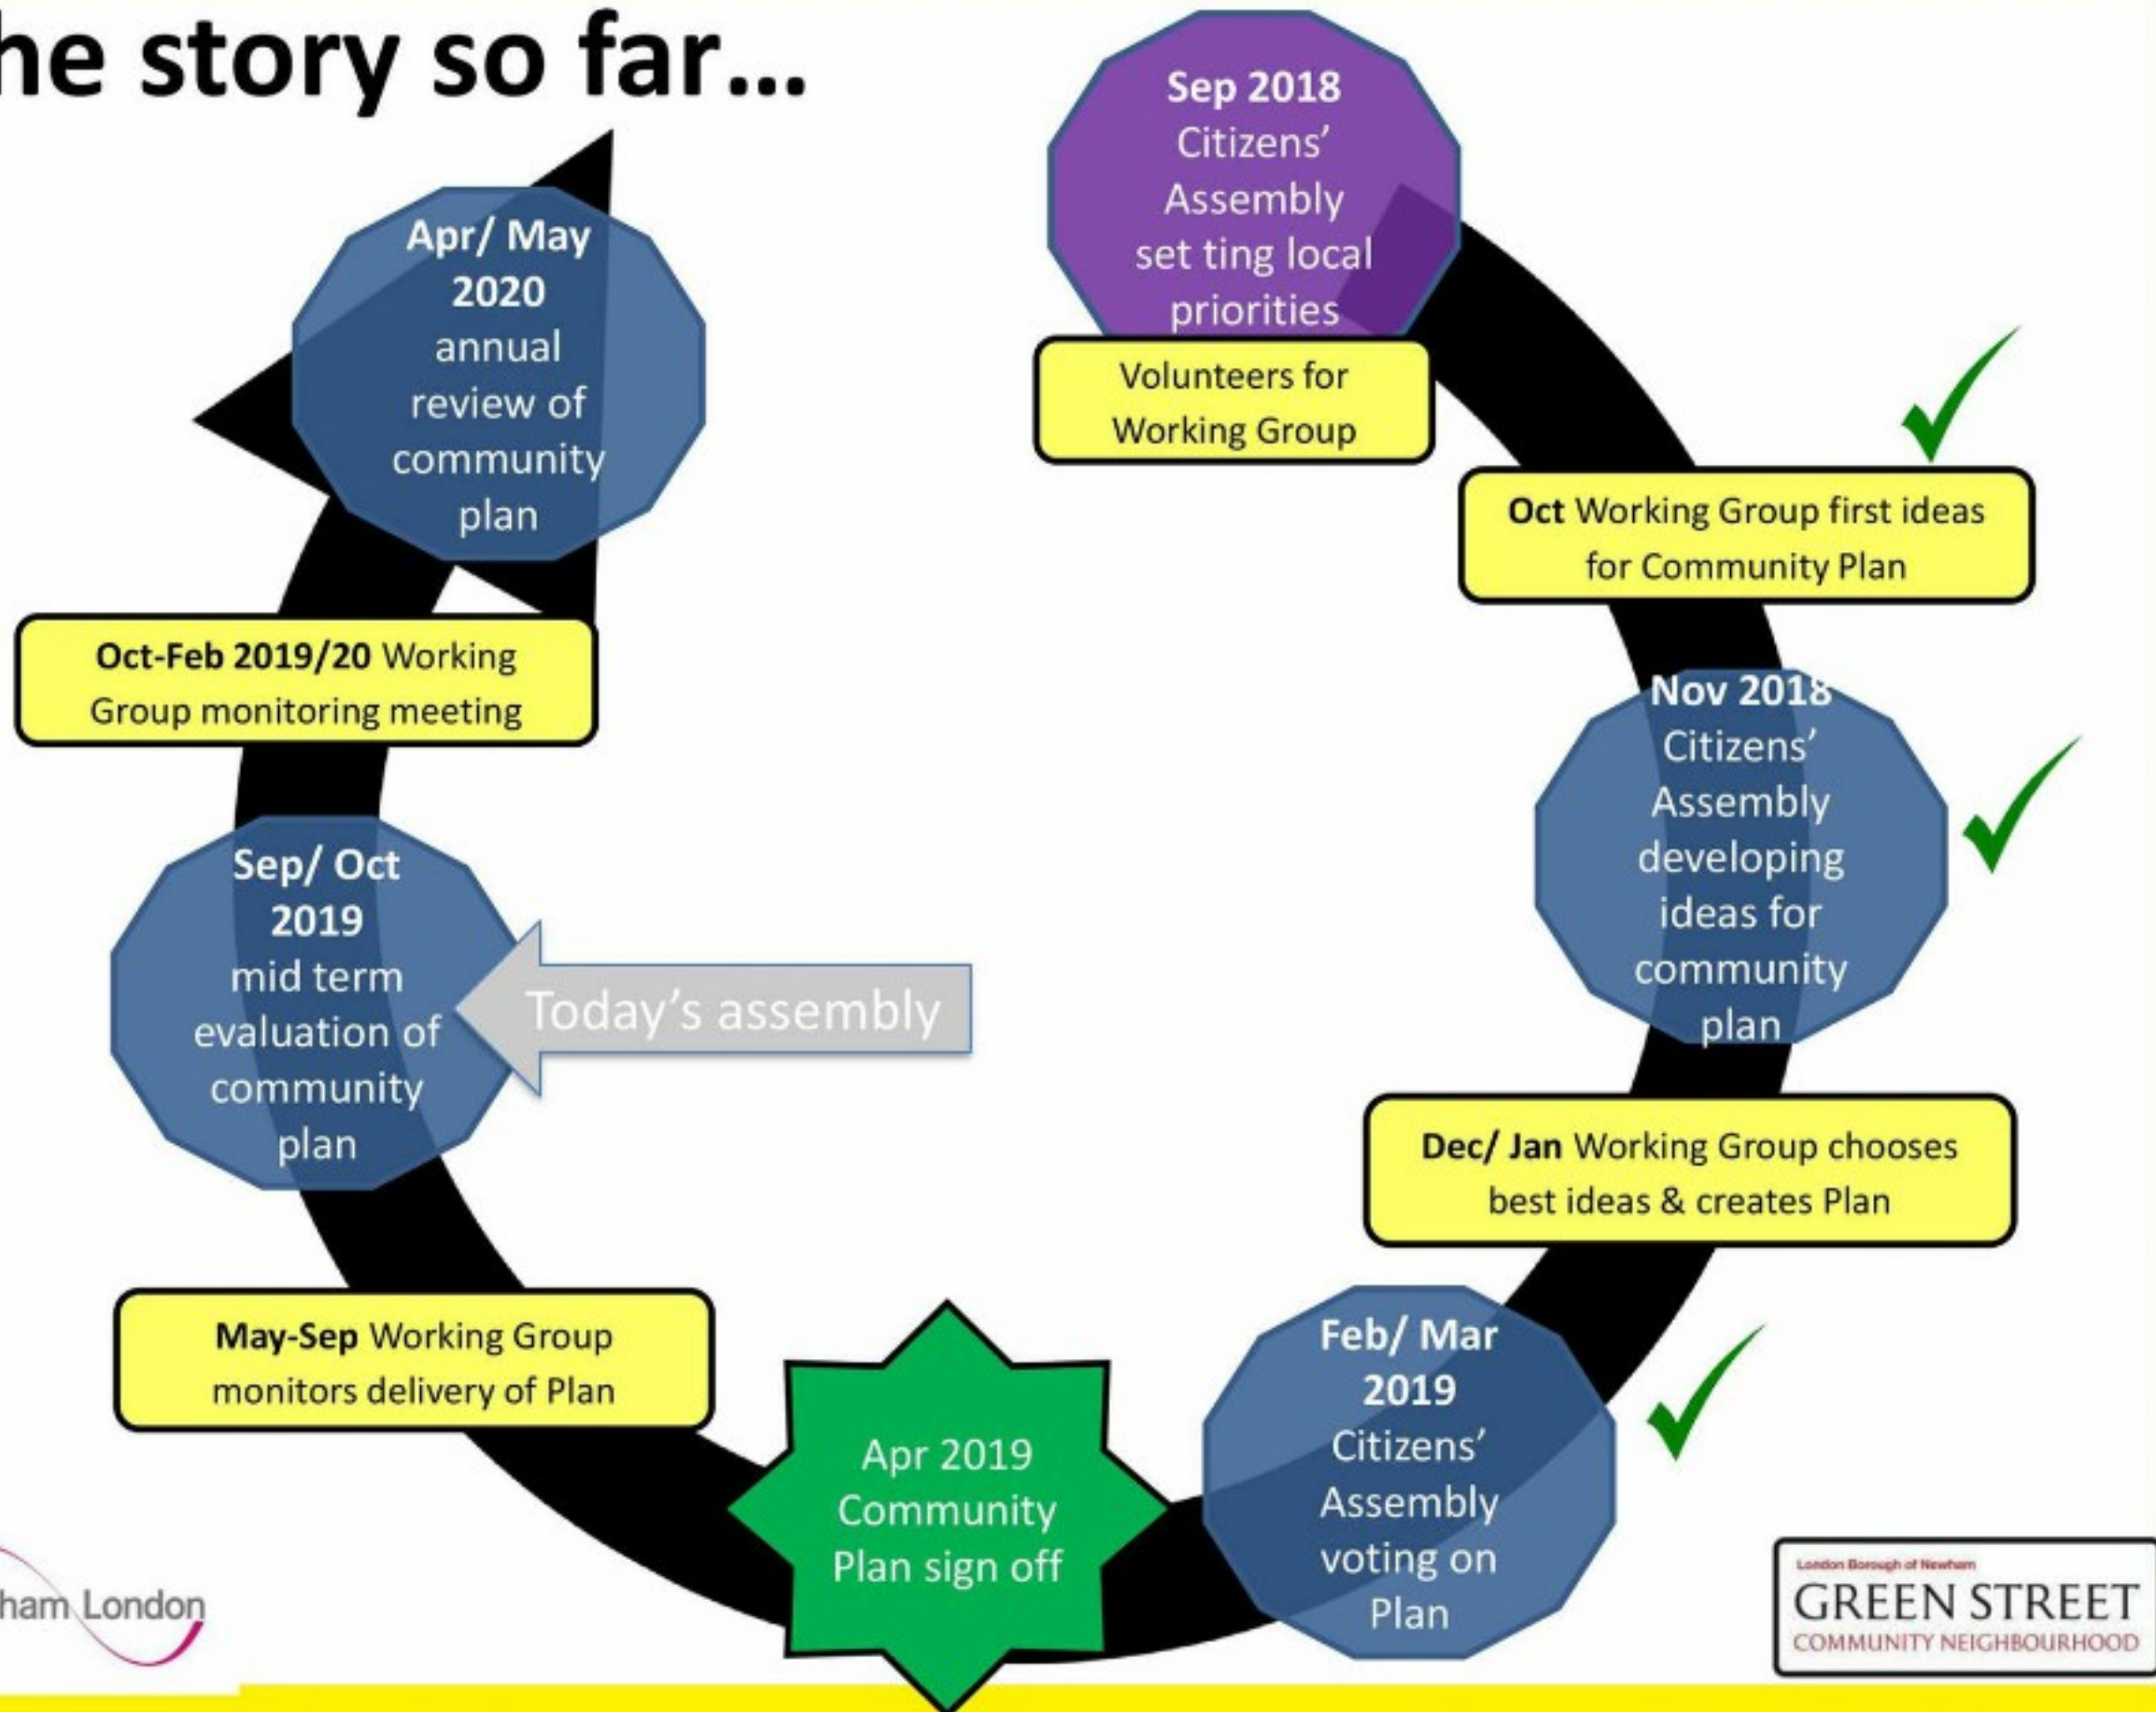 he story so far...
Sep 2018
Citizens’
Assembly
set ting local
priorities
Volunteers for
Working Group
Oct Working Group first ideas
for Community Plan
Nov 2018
Citizens’
Assembly
developing
ideas for
community
plan
Dec/ Jan Working Group chooses
best ideas & creates Plan
Feb/ Mar
2019
Citizens’
Assembly
voting on
Plan
Apr 2019
Community
Plan sign off
May-Sep Working Group
monitors delivery of Plan
Sep/ Oct
2019
mid term
evaluation of
community
plan
Today’s assembly
Oct-Feb 2019/20 Working
Group monitoring meeting
Apr/ May
2020
annual
review of
community
plan
ham London
London Borough of Newham
GREEN STREET
COMMUNITY NEIGHBOURHOOD